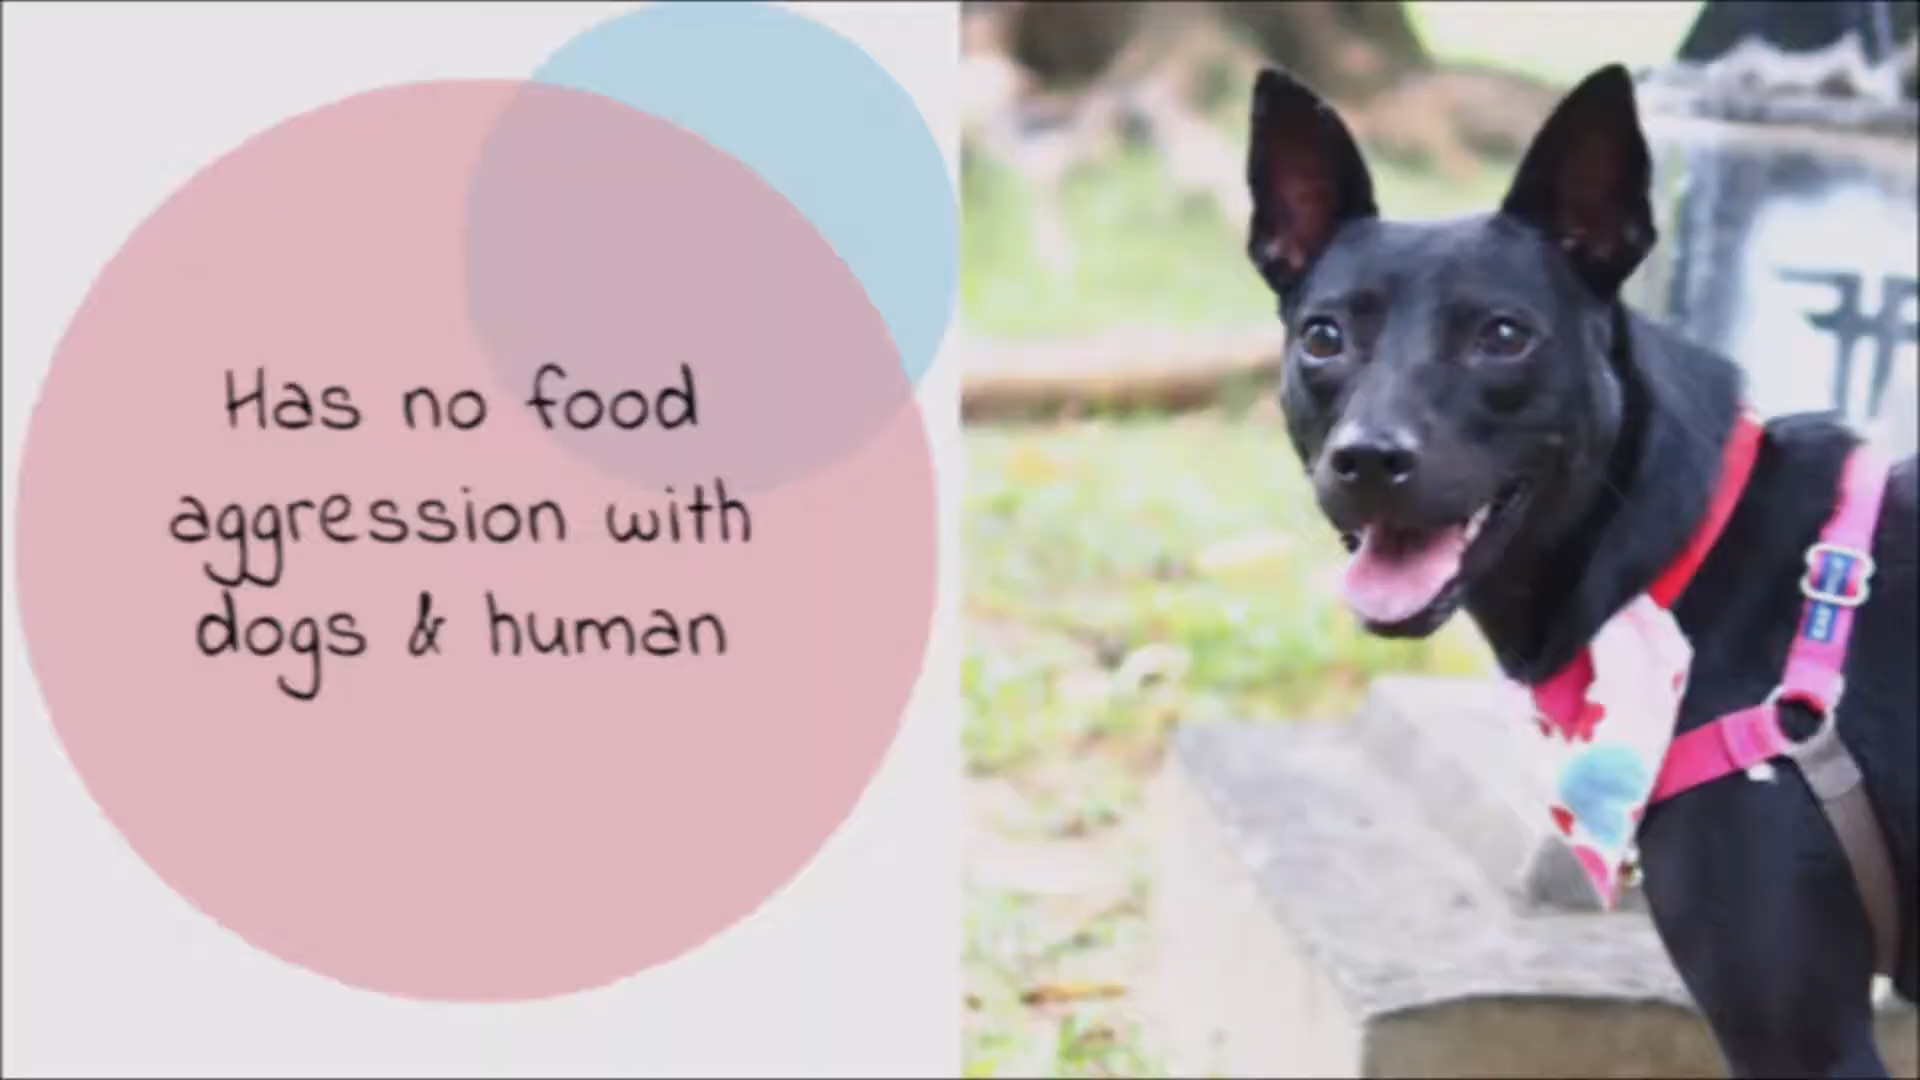 Has no food
aggression with
dogs & human